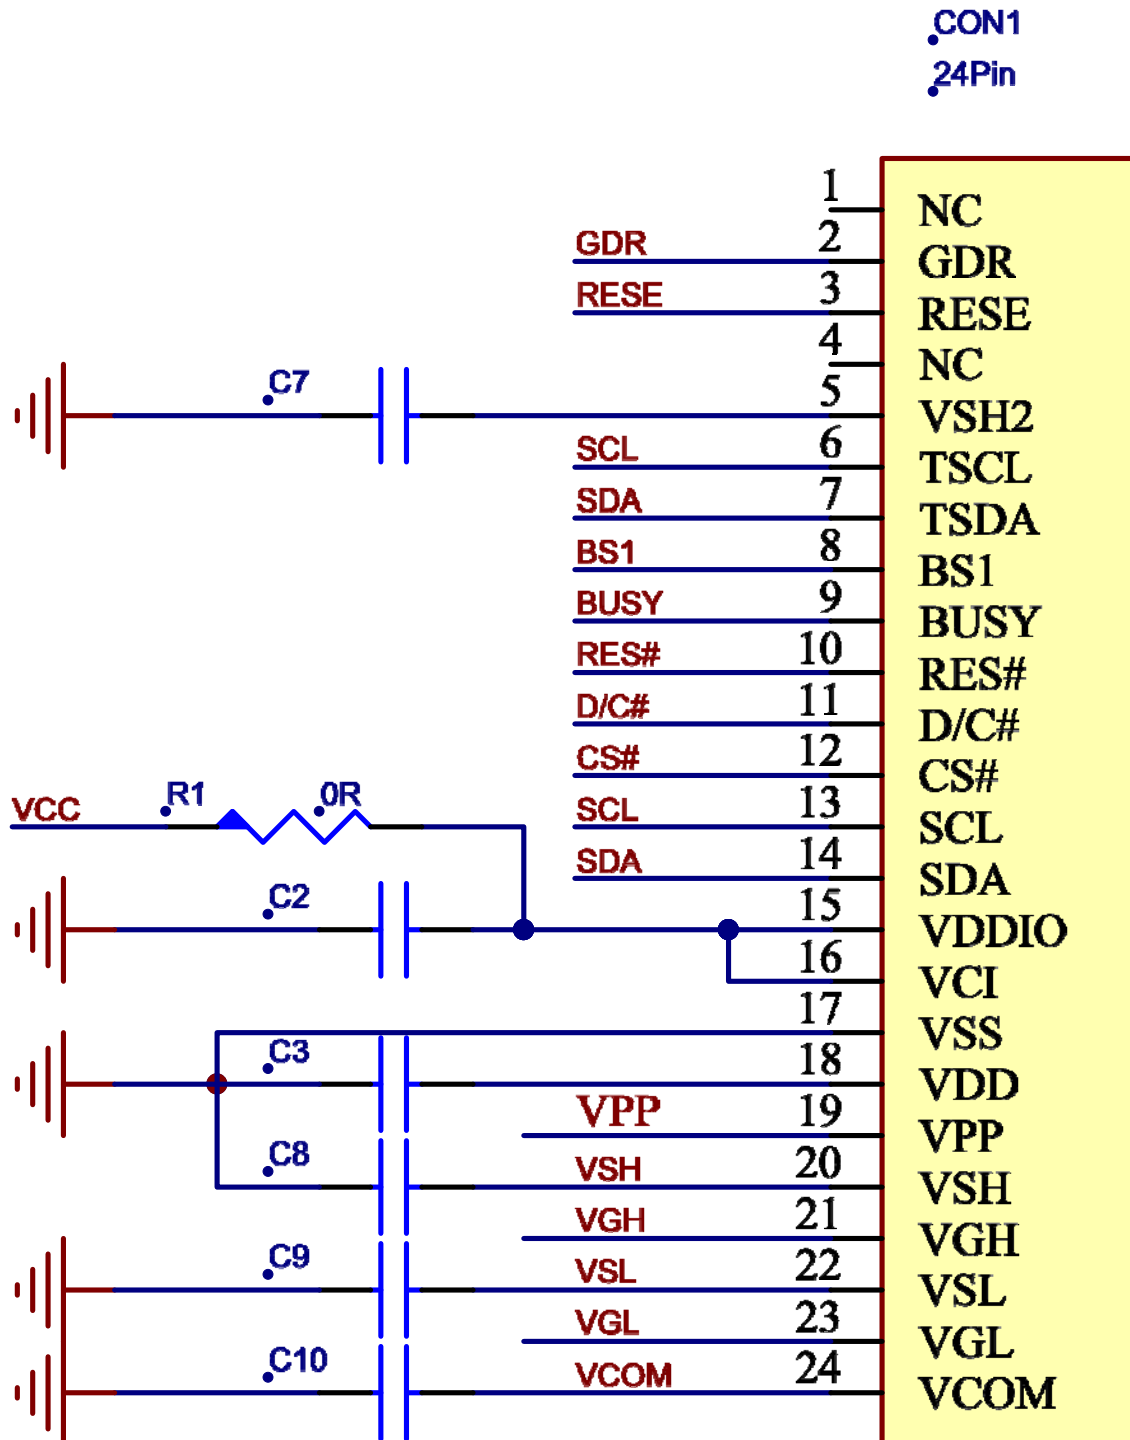 CON1
24Pin
1 NC
GDR 2 GDR
RESE 3 RESE
4 NC
C7 5 VSH2
SCL 6 TSCL
SDA 7 TSDA
BS1 8 BS1
BUSY 9 BUSY
RES# 10 RES#
D/C# 11 D/C#
CS# 12 CS#
VCC R1 0R SCL 13 SCL
SDA 14 SDA
C2 15 VDDIO
16 VCI
17 VSS
C3 18 VDD
VPP 19 VPP
C8 VSH 20 VSH
VGH 21 VGH
C9 VSL 22 VSL
VGL 23 VGL
C10 VCOM 24 VCOM